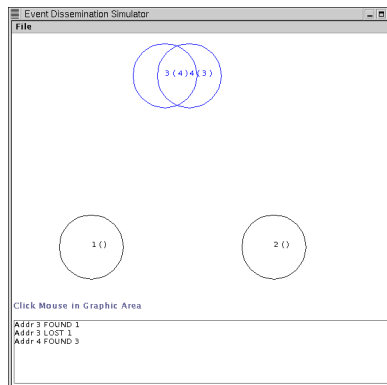 Event Dissemination Simulator
File
3 (4) 4 (3)
1 ()
2 ()
Click Mouse in Graphic Area
Addr 3 FOUND 1
Addr 3 LOST 1
Addr 4 FOUND 3